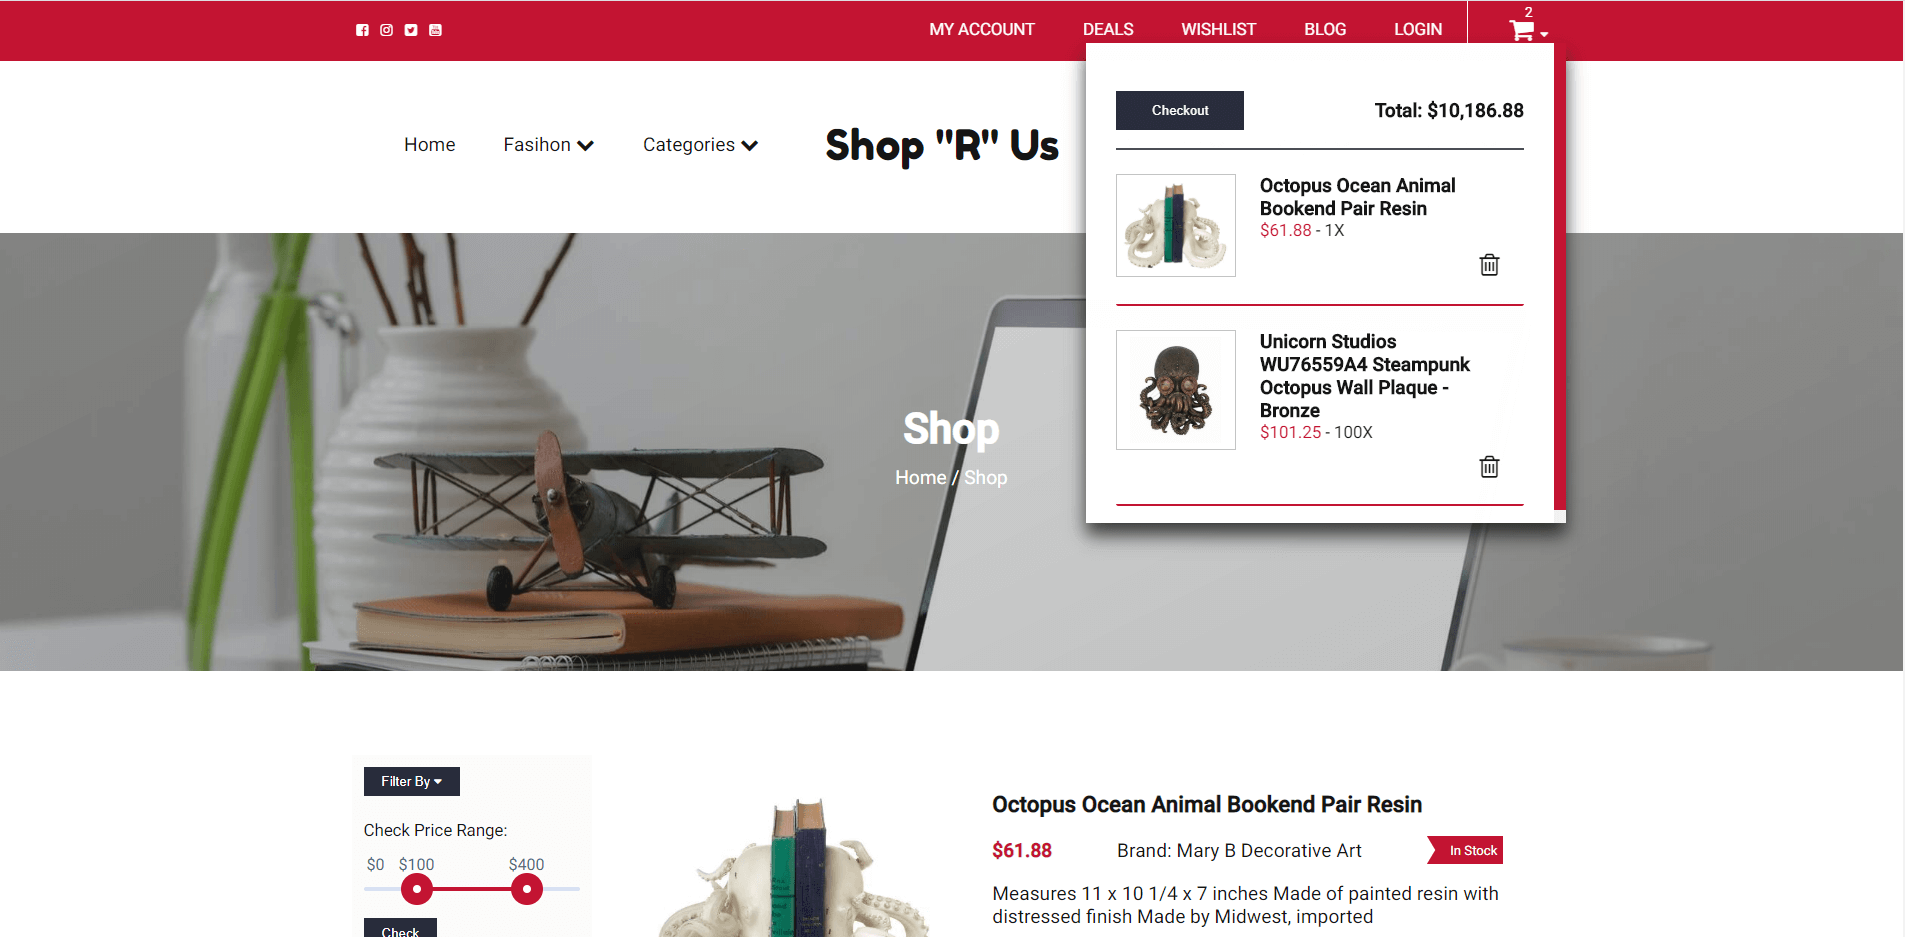 2
MY ACCOUNT
DEALS
WISHLIST
BLOG
LOGIN
Checkout
Total: $10,186.88
Home
Fasihon
Categories
Shop "R" Us
Octopus Ocean Animal
Bookend Pair Resin
$61.88 - 1X
Unicorn Studios
WU76559A4 Steampunk
Octopus Wall Plaque -
Bronze
$101.25 - 100X
Shop
Home / Shop
Filter By
Check Price Range:
$0 $100 $400
Check
Octopus Ocean Animal Bookend Pair Resin
$61.88
Brand: Mary B Decorative Art
In Stock
Measures 11 x 10 1/4 x 7 inches Made of painted resin with
distressed finish Made by Midwest, imported